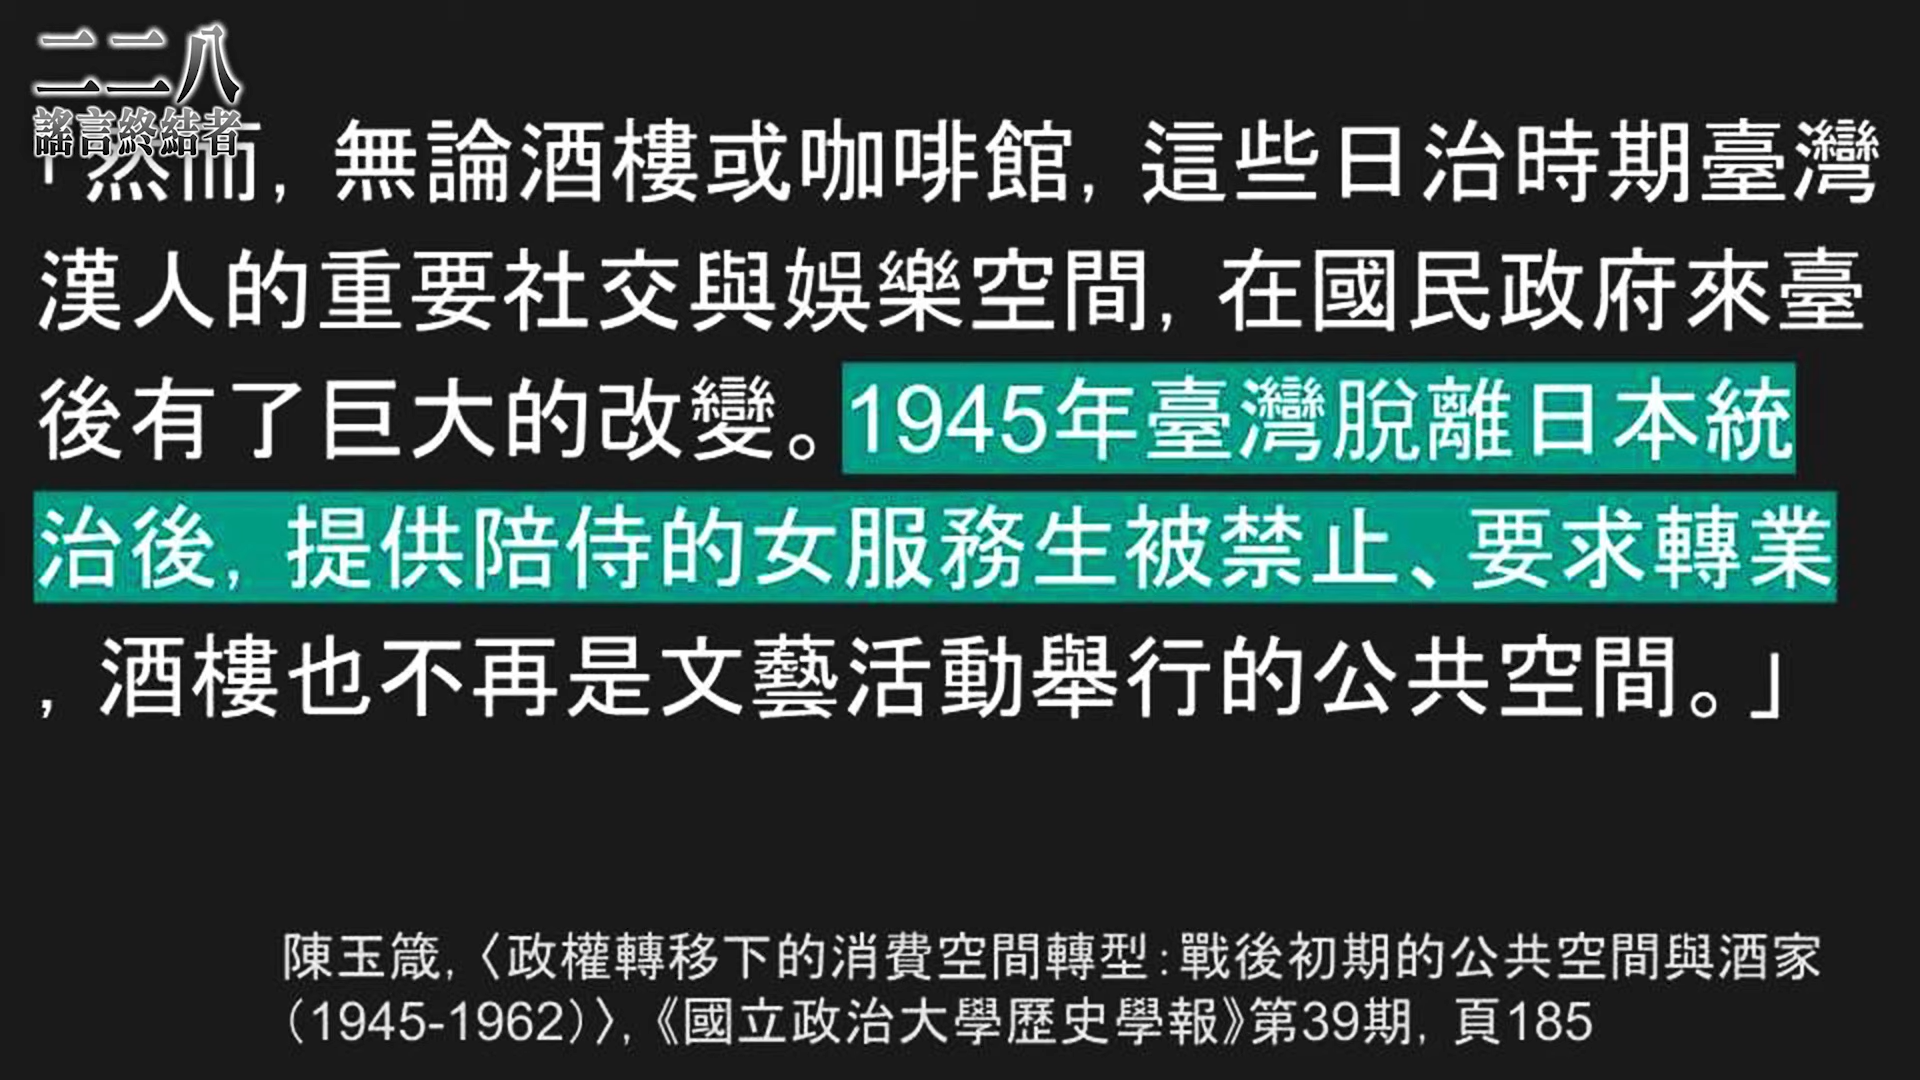 二二八
謠言終結者
「然而，無論酒樓或咖啡館，這些日治時期臺灣
漢人的重要社交與娛樂空間，在國民政府來臺
後有了巨大的改變。1945年臺灣脫離日本統
治後，提供陪侍的女服務生被禁止、要求轉業
，酒樓也不再是文藝活動舉行的公共空間。」
陳玉箴，〈政權轉移下的消費空間轉型：戰後初期的公共空間與酒家
（1945-1962）〉，《國立政治大學歷史學報》第39期，頁185